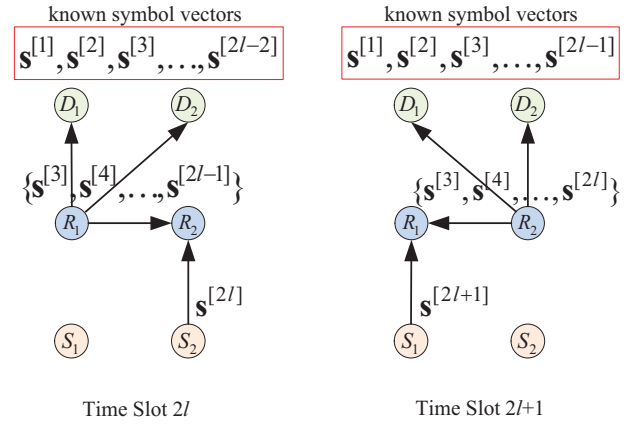 known symbol vectors
s^[1], s^[2], s^[3], ..., s^[2l−2]
D₁ D₂
{s^[3], s^[4], ..., s^[2l−1]}
R₁ R₂
s^[2l]
S₁ S₂
Time Slot 2l
known symbol vectors
s^[1], s^[2], s^[3], ..., s^[2l−1]
D₁ D₂
{s^[3], s^[4], ..., s^[2l]}
R₁ R₂
s^[2l+1]
S₁ S₂
Time Slot 2l+1